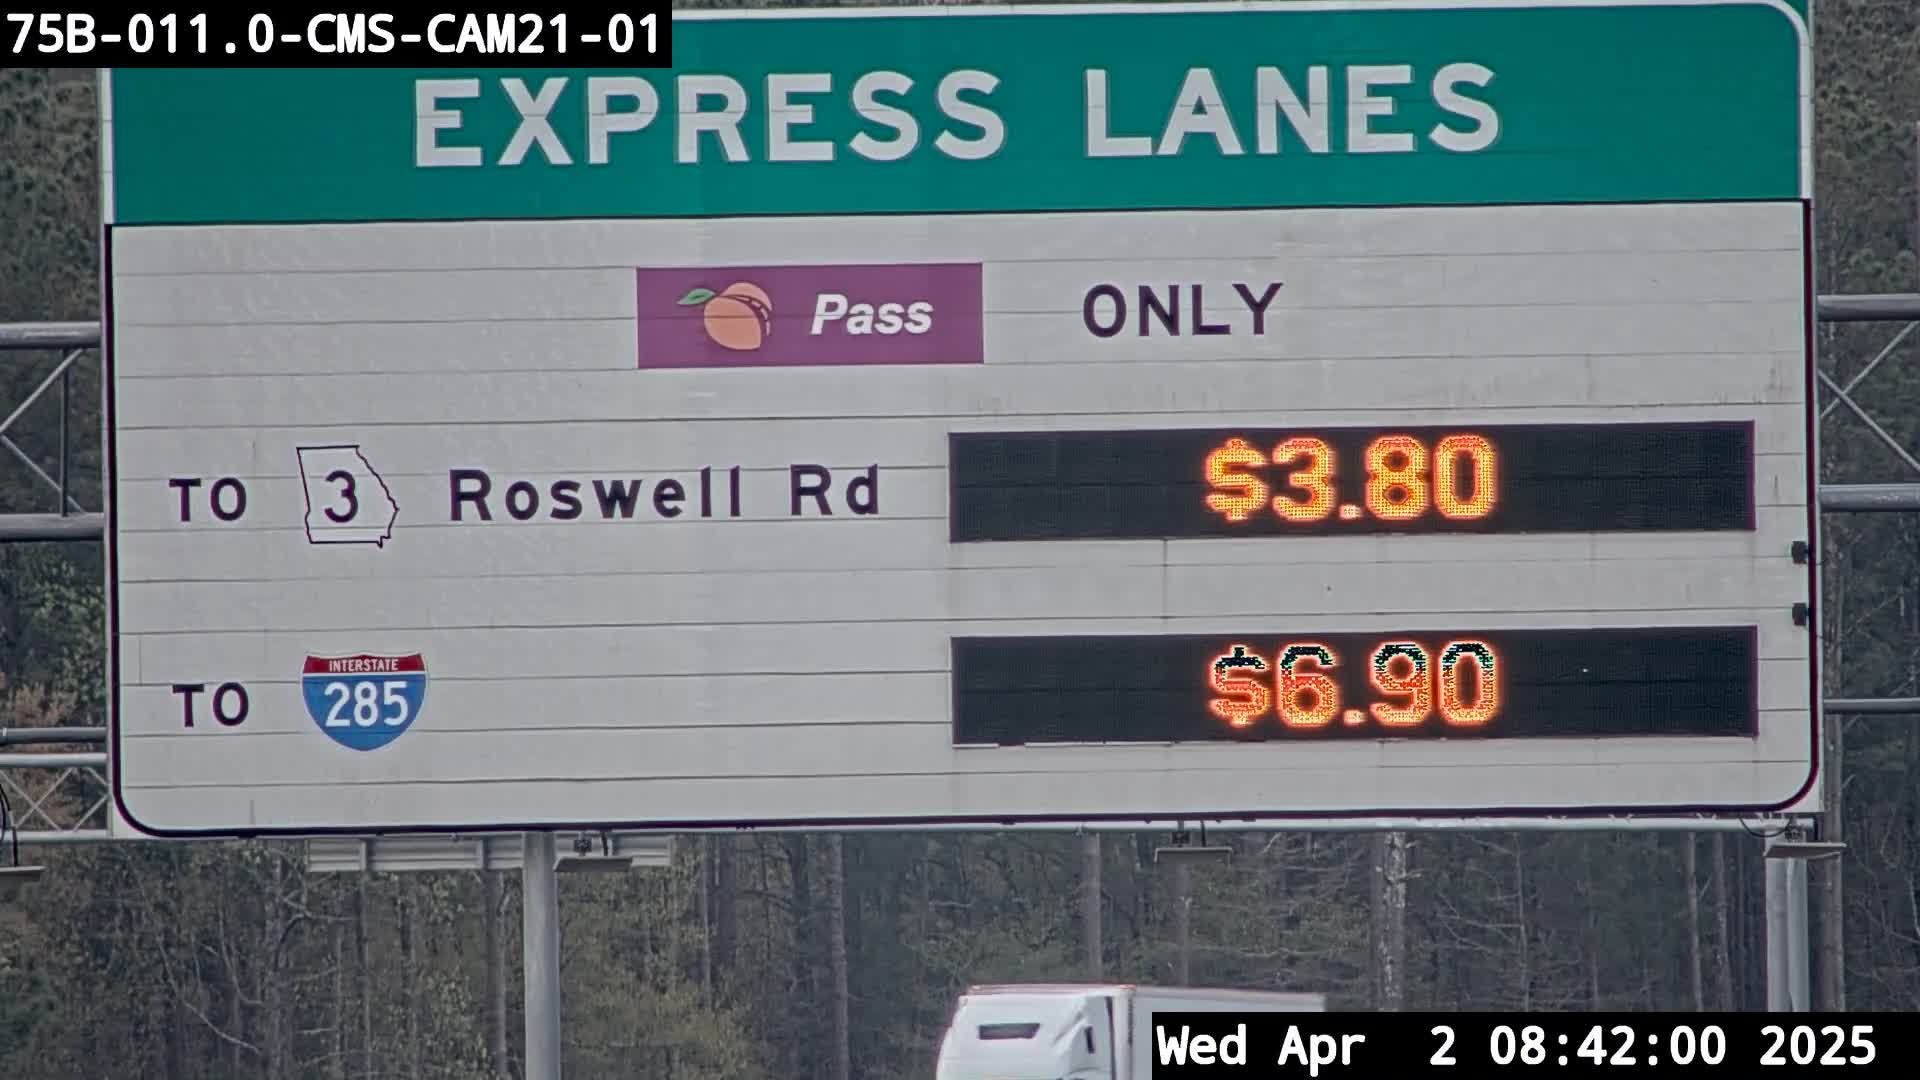 75B-011.0-CMS-CAM21-01
EXPRESS LANES
Pass ONLY
TO 3 Roswell Rd $3.80
TO INTERSTATE 285 $6.90
Wed Apr 2 08:42:00 2025